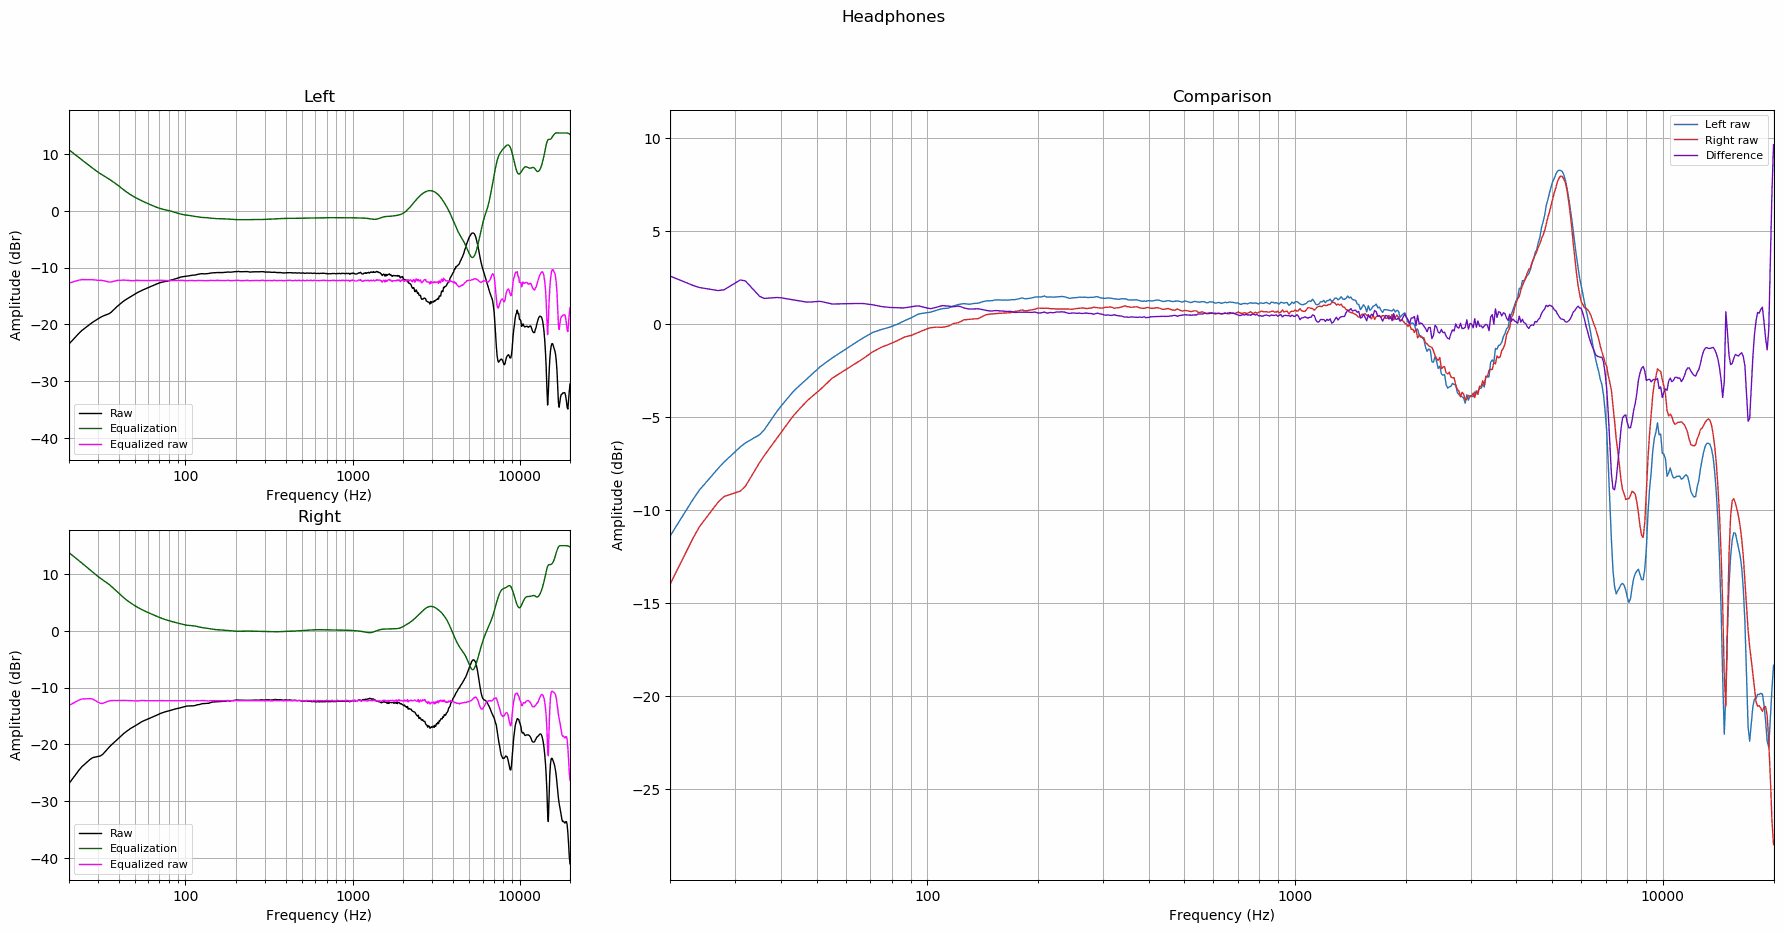 Headphones
Left
10
0
−10
−20
−30
−40
Amplitude (dBr)
Raw
Equalization
Equalized raw
100
1000
10000
Frequency (Hz)
Right
10
0
−10
−20
−30
−40
Amplitude (dBr)
Raw
Equalization
Equalized raw
100
1000
10000
Frequency (Hz)
Comparison
10
5
0
−5
−10
−15
−20
−25
Amplitude (dBr)
Left raw
Right raw
Difference
100
1000
10000
Frequency (Hz)